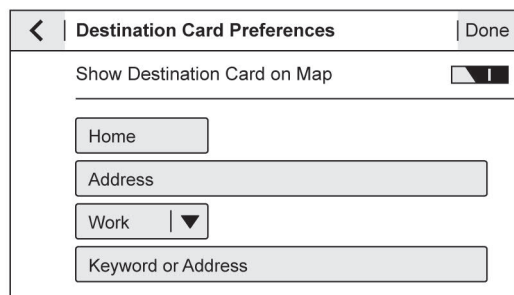 Destination Card Preferences Done
Show Destination Card on Map I
Home
Address
Work
Keyword or Address